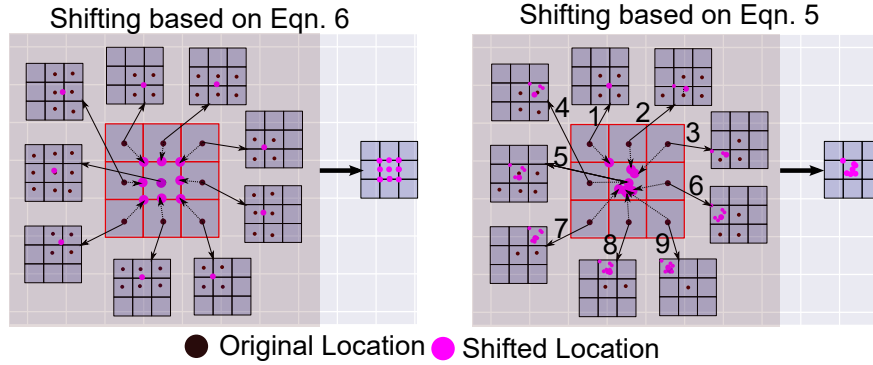 Shifting based on Eqn. 6
Shifting based on Eqn. 5
1
2
3
4
5
6
7
8
9
Original Location
Shifted Location